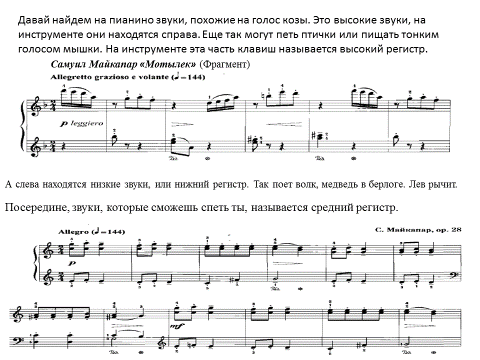 Давай найдем на пианино звуки, похожие на голос козы. Это высокие звуки, на
инструменте они находятся справа. Еще так могут петь птички или пищать тонким
голосом мышки. На инструменте эта часть клавиш называется высокий регистр.
Самуил Майкапар «Мотылек» (Фрагмент)
Allegretto grazioso e volante (♩=144)
p leggiero
А слева находятся низкие звуки, или нижний регистр. Так поет волк, медведь в берлоге. Лев рычит.
Посередине, звуки, которые сможешь спеть ты, называется средний регистр.
Allegro (♩=144) С. Майкапар, ор. 28
p
mf